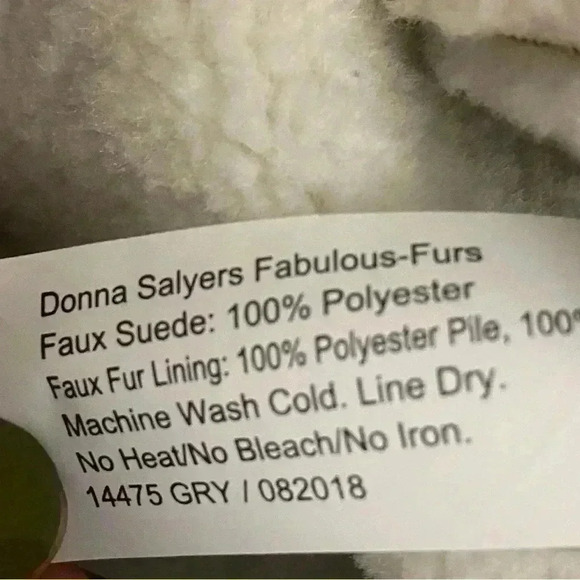 Donna Salyers Fabulous-Furs
Faux Suede: 100% Polyester
Faux Fur Lining: 100% Polyester Pile, 100%
Machine Wash Cold. Line Dry.
No Heat/No Bleach/No Iron.
14475 GRY / 082018